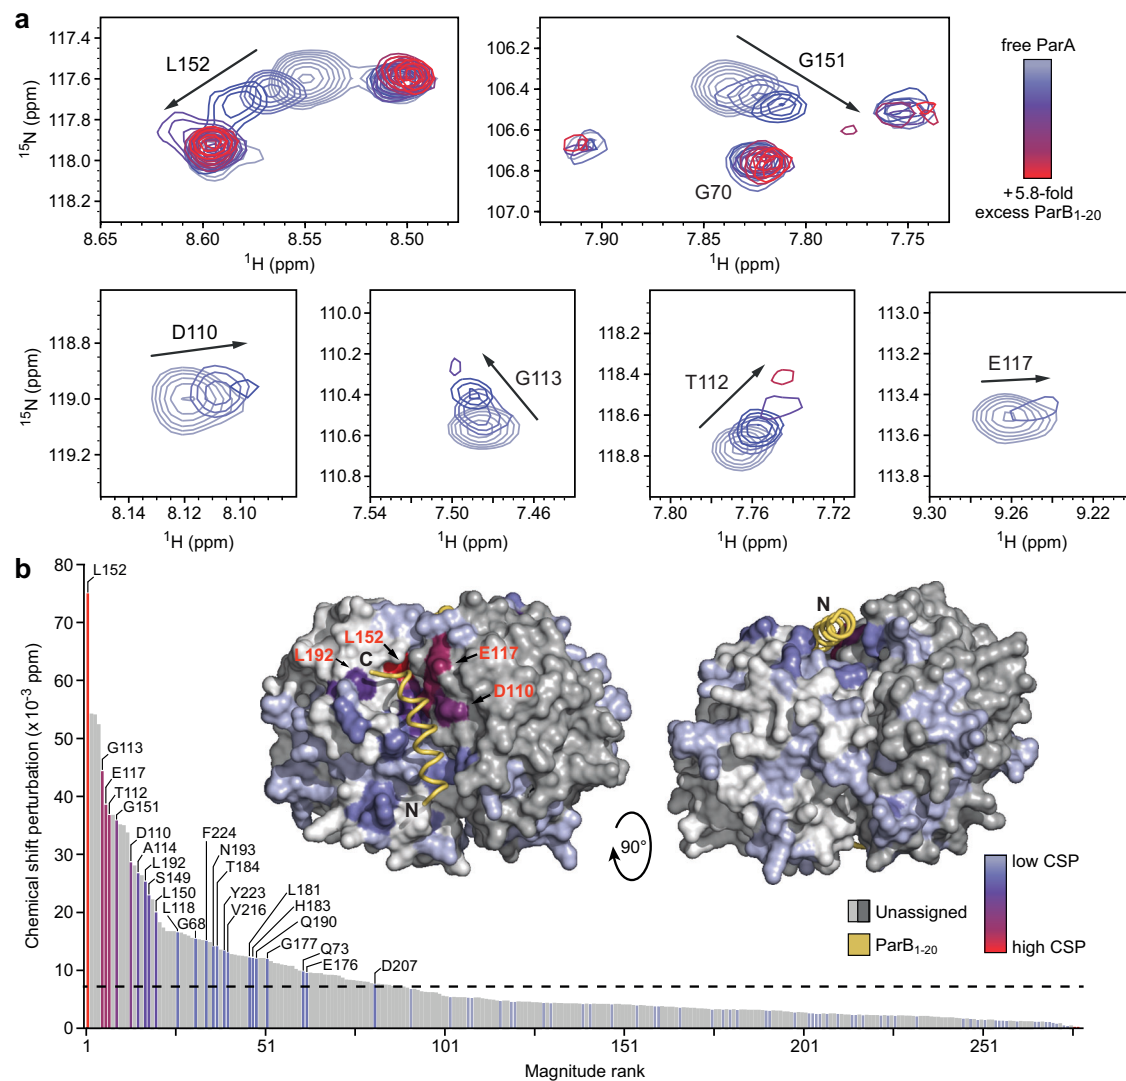 a
117.4
117.6
117.8
118.0
118.2
15N (ppm)
L152
8.65
8.60
8.55
8.50
1H (ppm)
106.2
106.4
106.6
106.8
107.0
G151
G70
7.90
7.85
7.80
7.75
1H (ppm)
free ParA
+5.8-fold
excess ParB1-20
118.8
119.0
119.2
15N (ppm)
D110
8.14
8.10
1H (ppm)
110.0
110.2
110.4
110.6
110.8
G113
7.54
7.50
7.46
1H (ppm)
118.2
118.4
118.6
118.8
T112
7.80
7.76
7.72
1H (ppm)
113.0
113.2
113.4
113.6
113.8
E117
9.30
9.26
9.22
1H (ppm)
b
80
70
60
50
40
30
20
10
0
Chemical shift perturbation (x 10-3 ppm)
L152
G113
E117
T112
G151
D110
A114
L192
S149
L150
L118
G68
F224
N193
T184
Y223
V216
L181
H183
Q190
G177
Q73
E176
D207
1
51
101
151
201
251
Magnitude rank
L192
L152
C
E117
D110
N
90°
N
Unassigned
ParB1-20
low CSP
high CSP